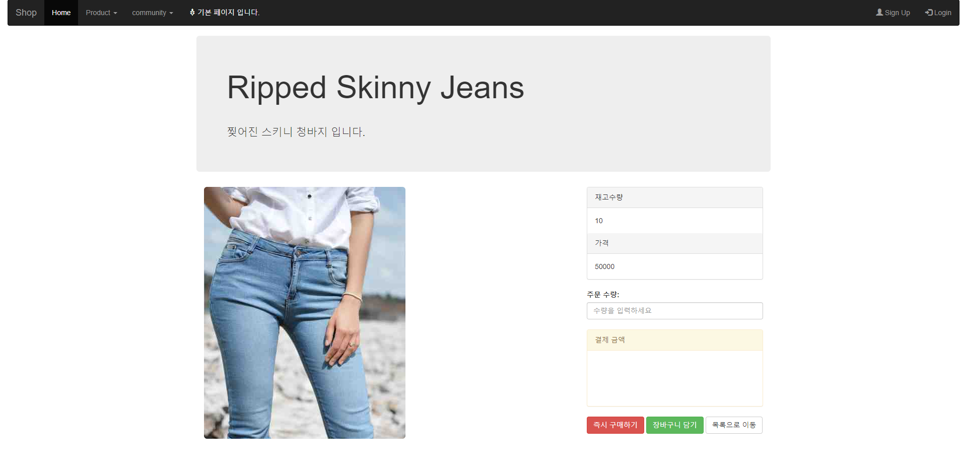 Shop Home Product community 기본 페이지 입니다. Sign Up Login
Ripped Skinny Jeans
찢어진 스키니 청바지 입니다.
재고수량
10
가격
50000
주문 수량:
수량을 입력하세요
결제 금액
즉시 구매하기 장바구니 담기 목록으로 이동